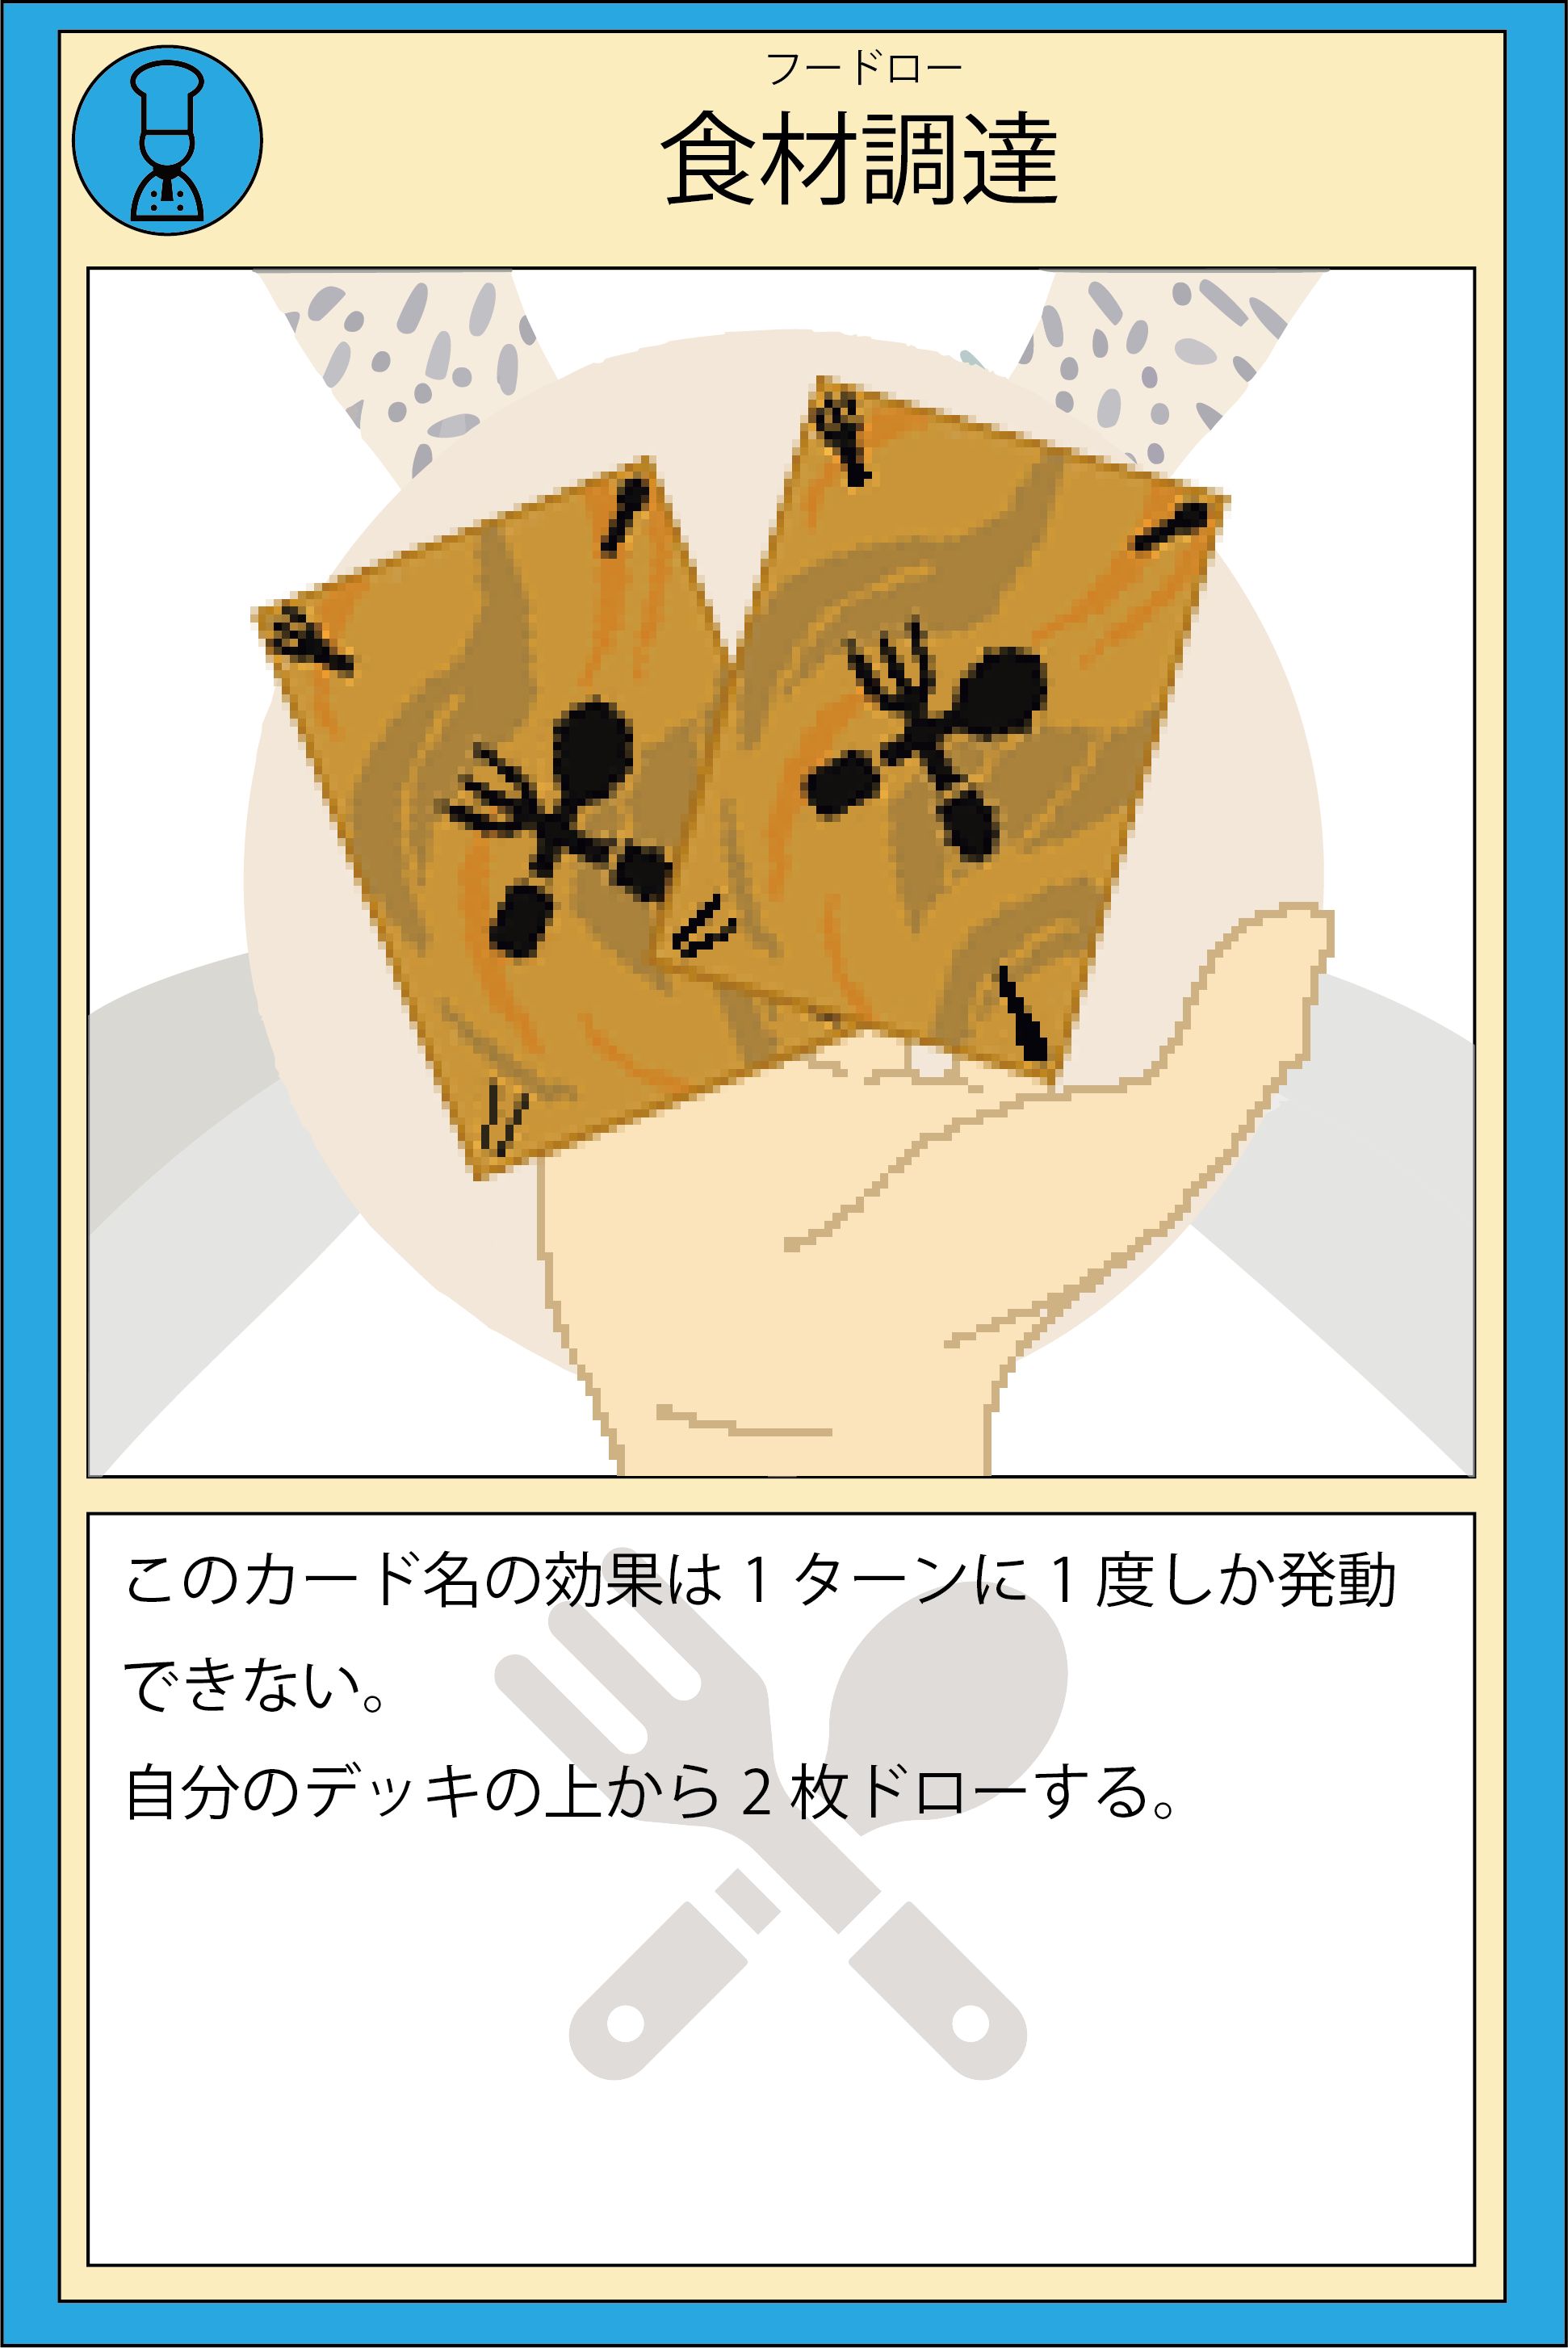 フードロー
食材調達
このカード名の効果は 1 ターンに 1 度しか発動
できない。
自分のデッキの上から 2 枚ドローする。